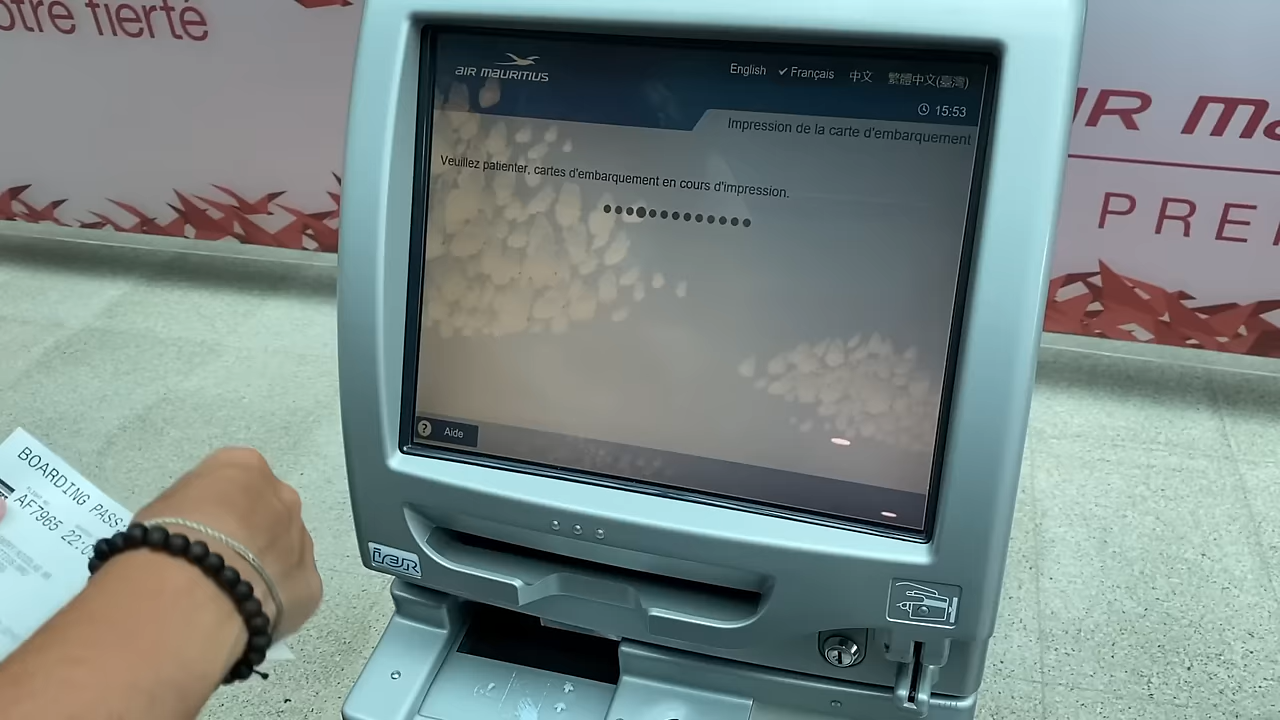 otre fierté
AIR MAURITIUS
English ✓ Français 中文 繁體中文(臺灣)
15:53
Impression de la carte d'embarquement
Veuillez patienter, cartes d'embarquement en cours d'impression.
? Aide
IER
BOARDING PASS
AF7965 22.0
IR MA
PREI